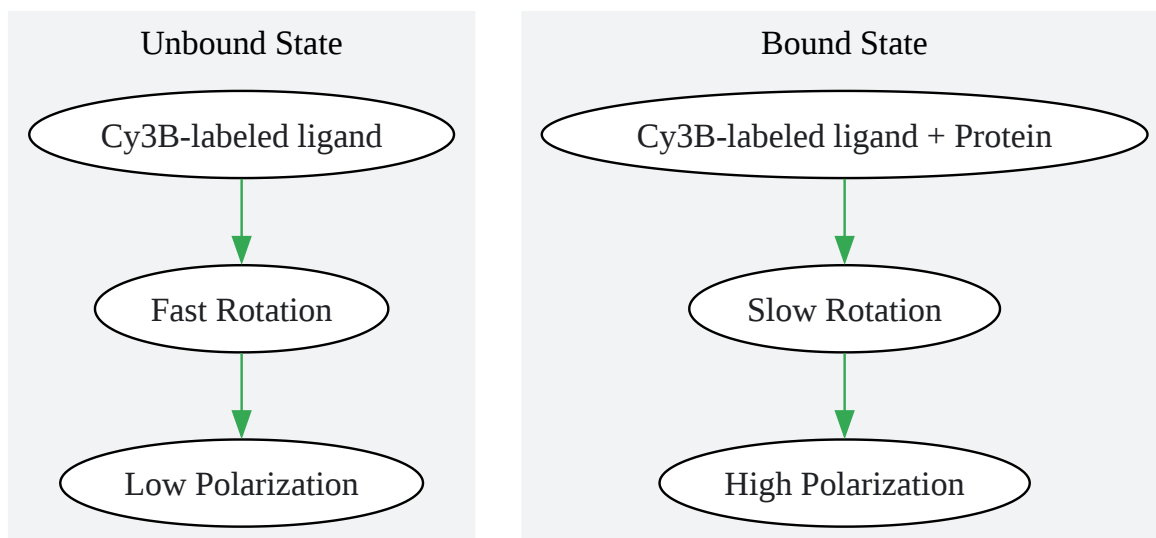 Unbound State
Cy3B-labeled ligand
Fast Rotation
Low Polarization
Bound State
Cy3B-labeled ligand + Protein
Slow Rotation
High Polarization